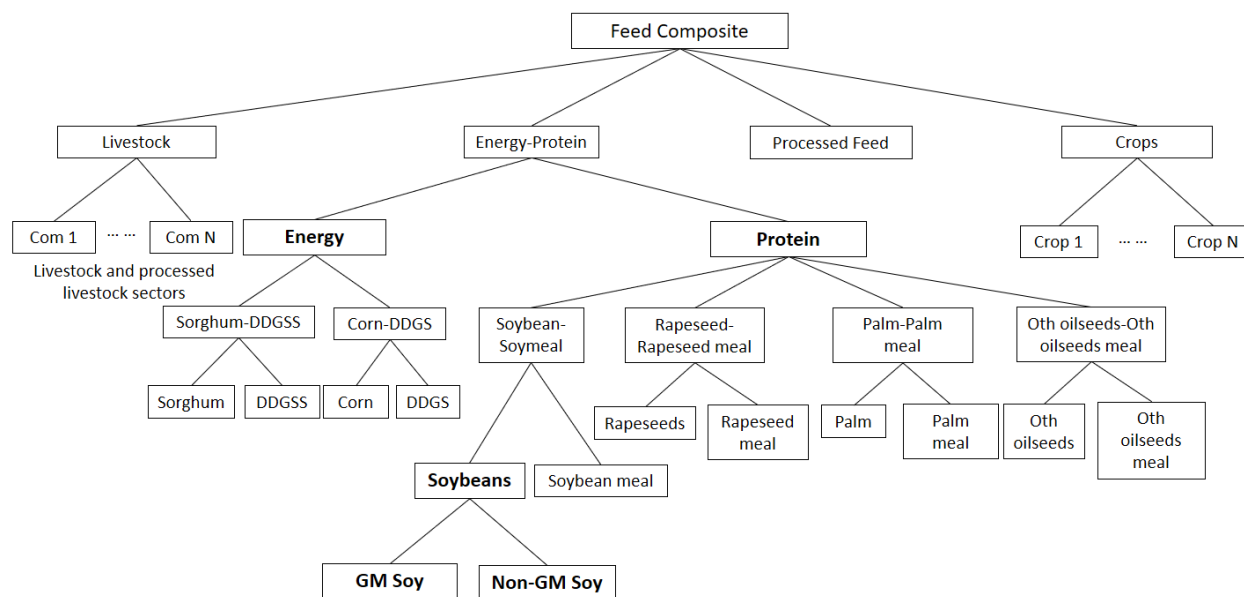 Feed Composite
Livestock
Energy-Protein
Processed Feed
Crops
Com 1
... ...
Com N
Energy
Protein
Crop 1
... ...
Crop N
Livestock and processed
livestock sectors
Sorghum-DDGSS
Corn-DDGS
Soybean-
Soymeal
Rapeseed-
Rapeseed meal
Palm-Palm
meal
Oth oilseeds-Oth
oilseeds meal
Sorghum
DDGSS
Corn
DDGS
Rapeseeds
Rapeseed
meal
Palm
Palm
meal
Oth
oilseeds
Oth
oilseeds
meal
Soybeans
Soybean meal
GM Soy
Non-GM Soy